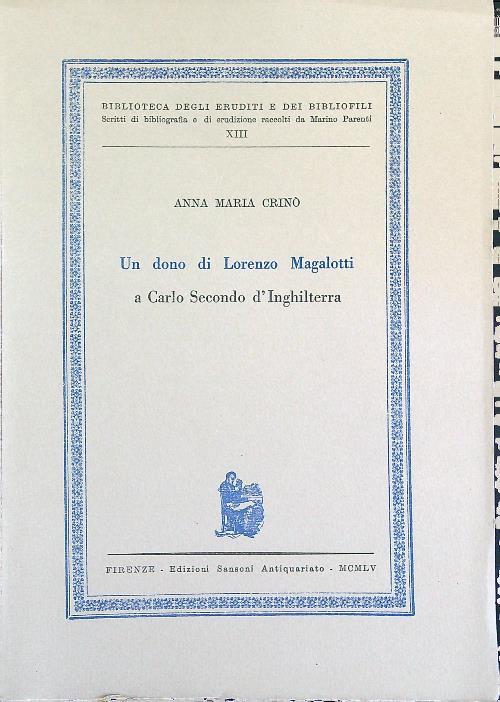 BIBLIOTECA DEGLI ERUDITI E DEI BIBLIOFILI
Scritti di bibliografia e di erudizione raccolti da Marino Parenti
XIII
ANNA MARIA CRINÒ
Un dono di Lorenzo Magalotti
a Carlo Secondo d'Inghilterra
FIRENZE - Edizioni Sansoni Antiquariato - MCMLV